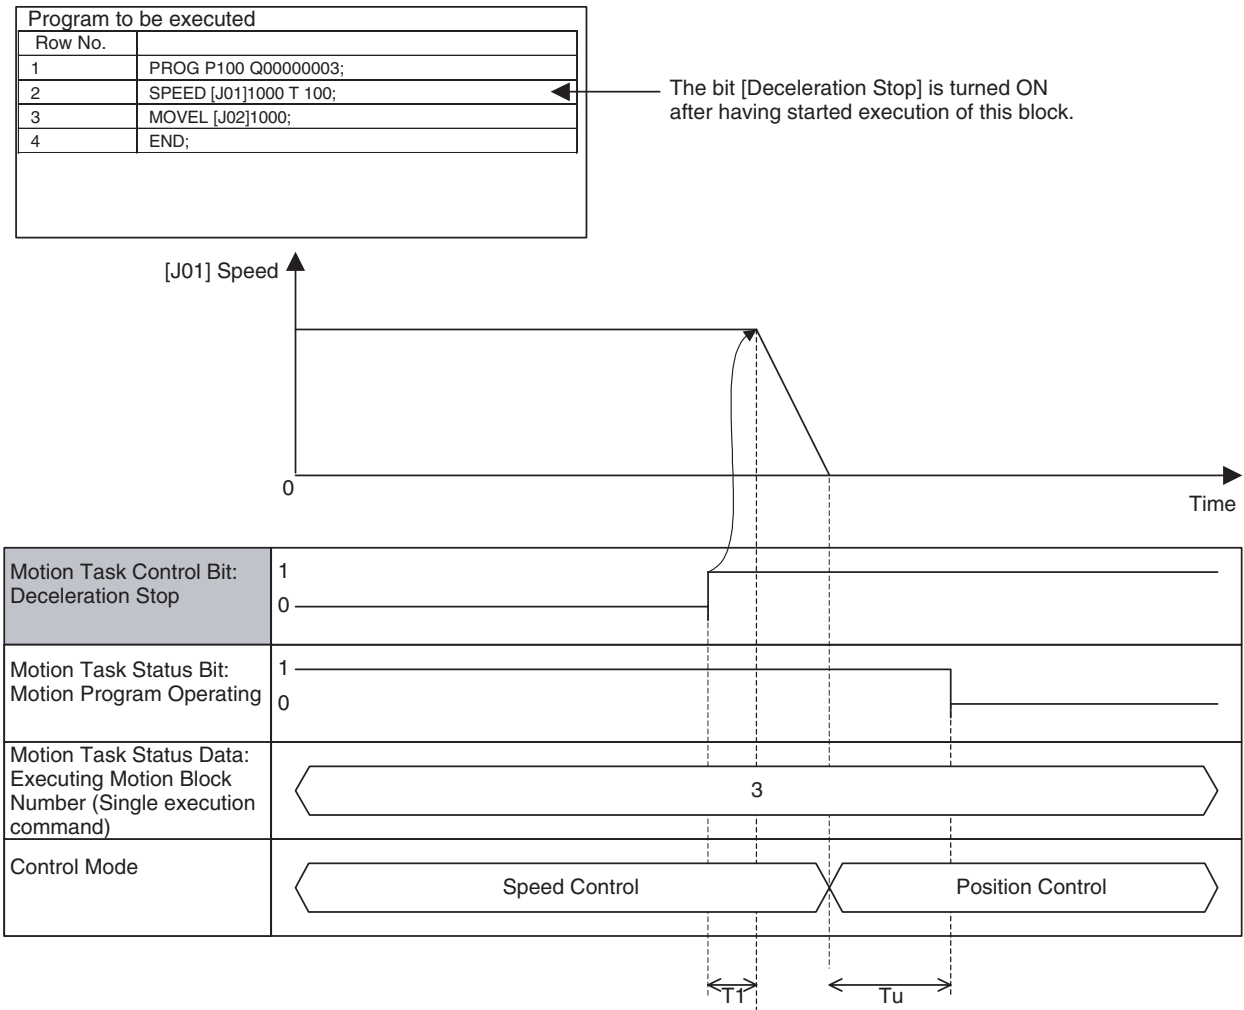 Program to be executed
Row No.
1 PROG P100 Q00000003;
2 SPEED [J01]1000 T 100;
3 MOVEL [J02]1000;
4 END;
The bit [Deceleration Stop] is turned ON
after having started execution of this block.
[J01] Speed
0
Time
Motion Task Control Bit:
Deceleration Stop
1
0
Motion Task Status Bit:
Motion Program Operating
1
0
Motion Task Status Data:
Executing Motion Block
Number (Single execution
command)
3
Control Mode
Speed Control
Position Control
T1
Tu